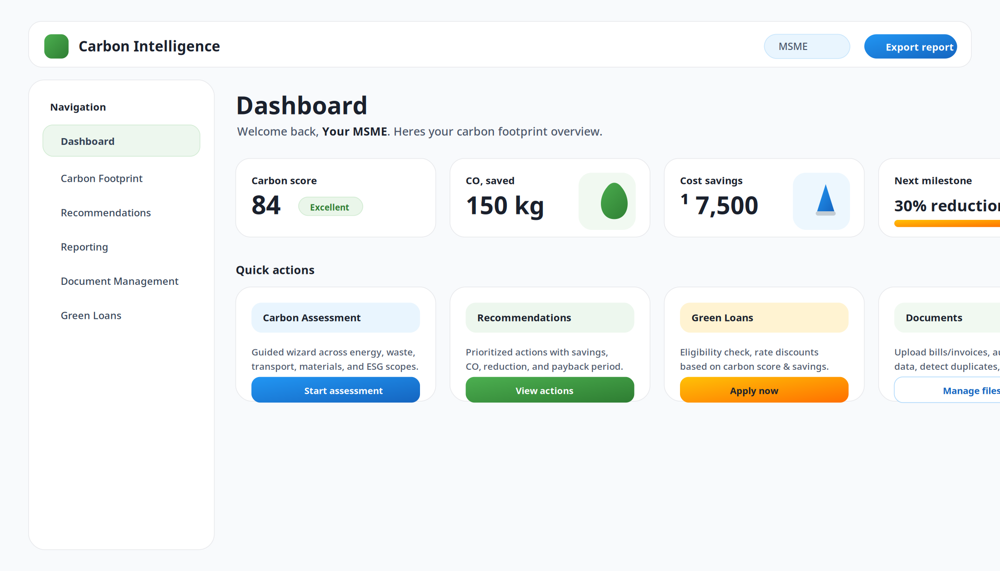 Carbon Intelligence
MSME
Export report
Navigation
Dashboard
Carbon Footprint
Recommendations
Reporting
Document Management
Green Loans
Dashboard
Welcome back, Your MSME. Heres your carbon footprint overview.
Carbon score
84
Excellent
CO, saved
150 kg
Cost savings
¹ 7,500
Next milestone
30% reduction
Quick actions
Carbon Assessment
Guided wizard across energy, waste,
transport, materials, and ESG scopes.
Start assessment
Recommendations
Prioritized actions with savings,
CO, reduction, and payback period.
View actions
Green Loans
Eligibility check, rate discounts
based on carbon score & savings.
Apply now
Documents
Upload bills/invoices,
data, detect duplicates,
Manage files